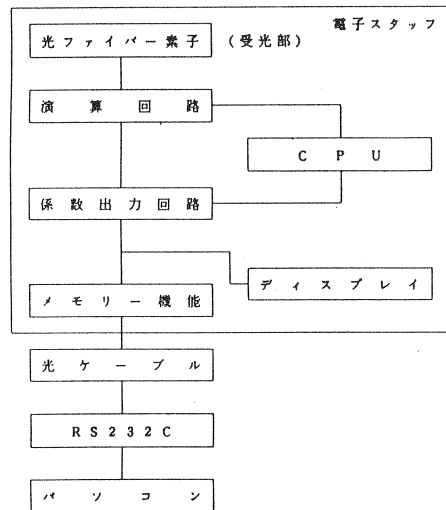 電子スタッフ
光ファイバー素子 (受光部)
演算回路
CPU
係数出力回路
ディスプレイ
メモリー機能
光ケーブル
RS232C
パソコン